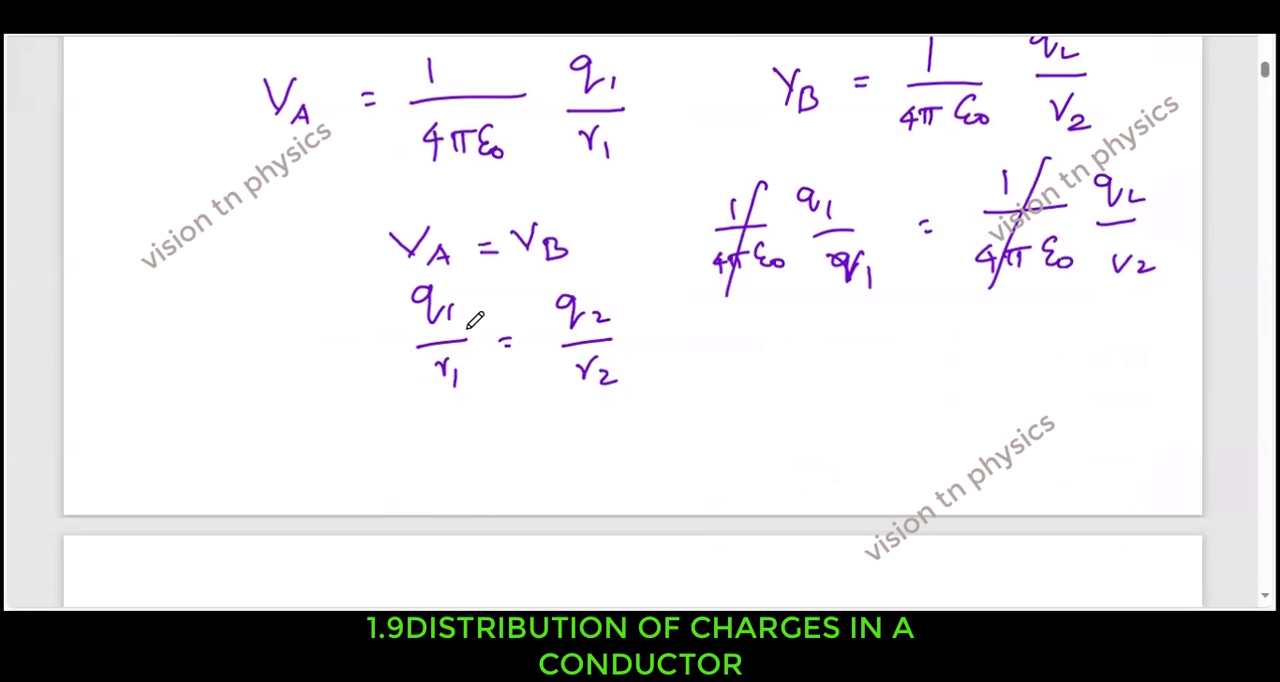 V_A = 1/4πε₀ q₁/r₁
V_B = 1/4πε₀ q₂/r₂
vision tn physics
vision tn physics
V_A = V_B
1/4πε₀ q₁/r₁ = 1/4πε₀ q₂/r₂
q₁/r₁ = q₂/r₂
vision tn physics
1.9DISTRIBUTION OF CHARGES IN A
CONDUCTOR